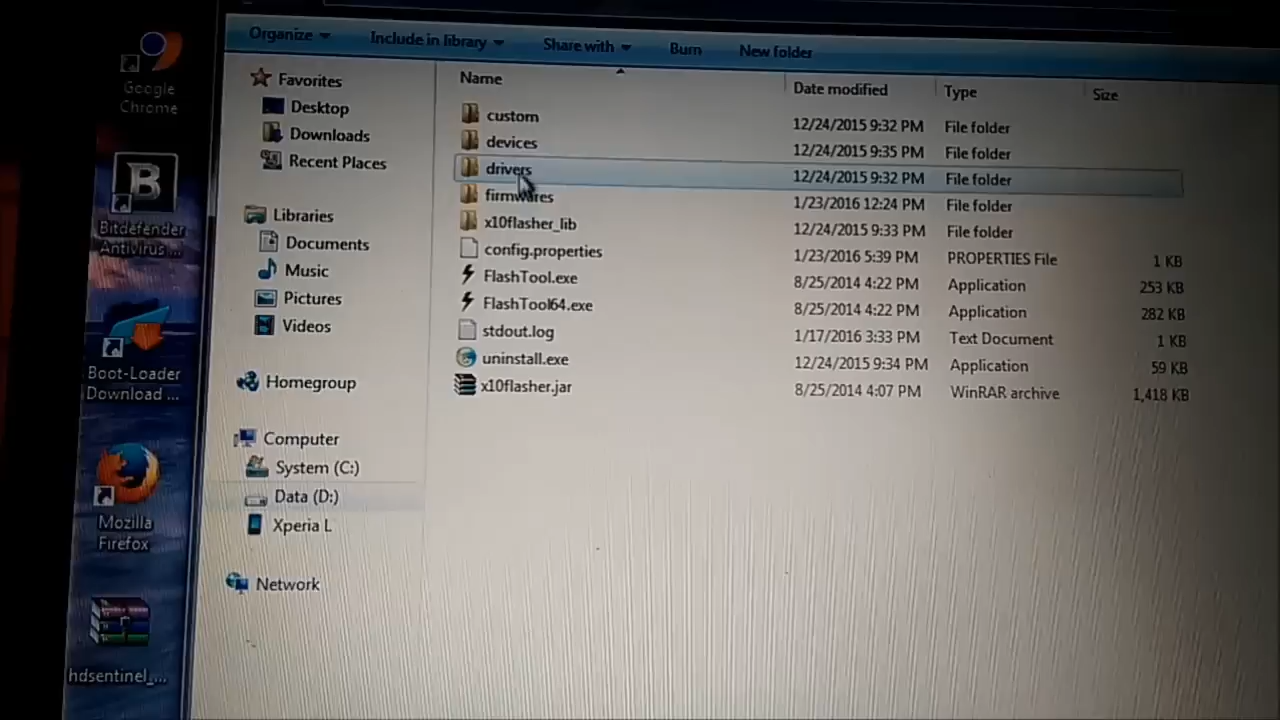 Organize Include in library Share with Burn New folder
Google
Chrome
Bitdefender
Antivirus ...
Boot-Loader
Download ...
Mozilla
Firefox
hdsentinel_...
Favorites
Desktop
Downloads
Recent Places
Libraries
Documents
Music
Pictures
Videos
Homegroup
Computer
System (C:)
Data (D:)
Xperia L
Network
Name Date modified Type Size
custom 12/24/2015 9:32 PM File folder
devices 12/24/2015 9:35 PM File folder
drivers 12/24/2015 9:32 PM File folder
firmwares 1/23/2016 12:24 PM File folder
x10flasher_lib 12/24/2015 9:33 PM File folder
config.properties 1/23/2016 5:39 PM PROPERTIES File 1 KB
FlashTool.exe 8/25/2014 4:22 PM Application 253 KB
FlashTool64.exe 8/25/2014 4:22 PM Application 282 KB
stdout.log 1/17/2016 3:33 PM Text Document 1 KB
uninstall.exe 12/24/2015 9:34 PM Application 59 KB
x10flasher.jar 8/25/2014 4:07 PM WinRAR archive 1,418 KB